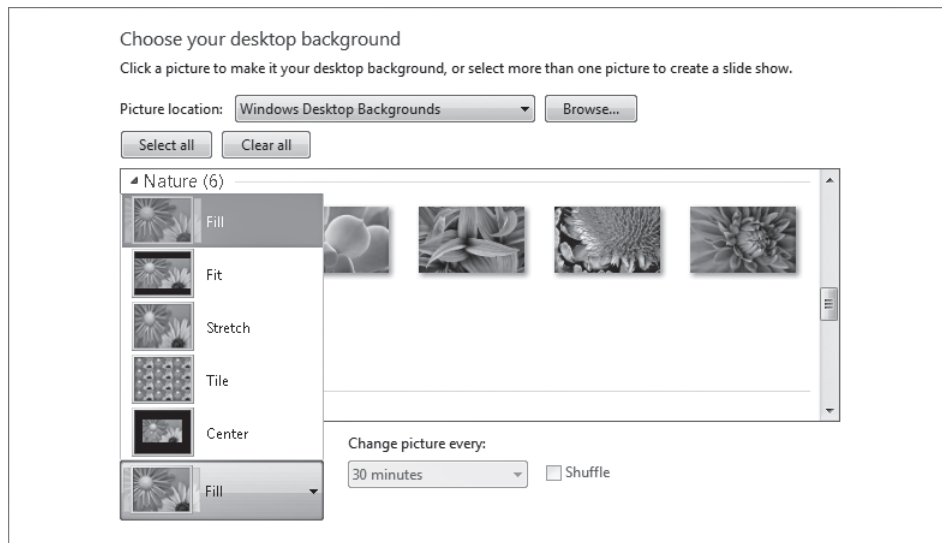 Choose your desktop background
Click a picture to make it your desktop background, or select more than one picture to create a slide show.
Picture location: Windows Desktop Backgrounds Browse...
Select all Clear all
Nature (6)
Fill
Fit
Stretch
Tile
Center
Change picture every:
Fill 30 minutes Shuffle